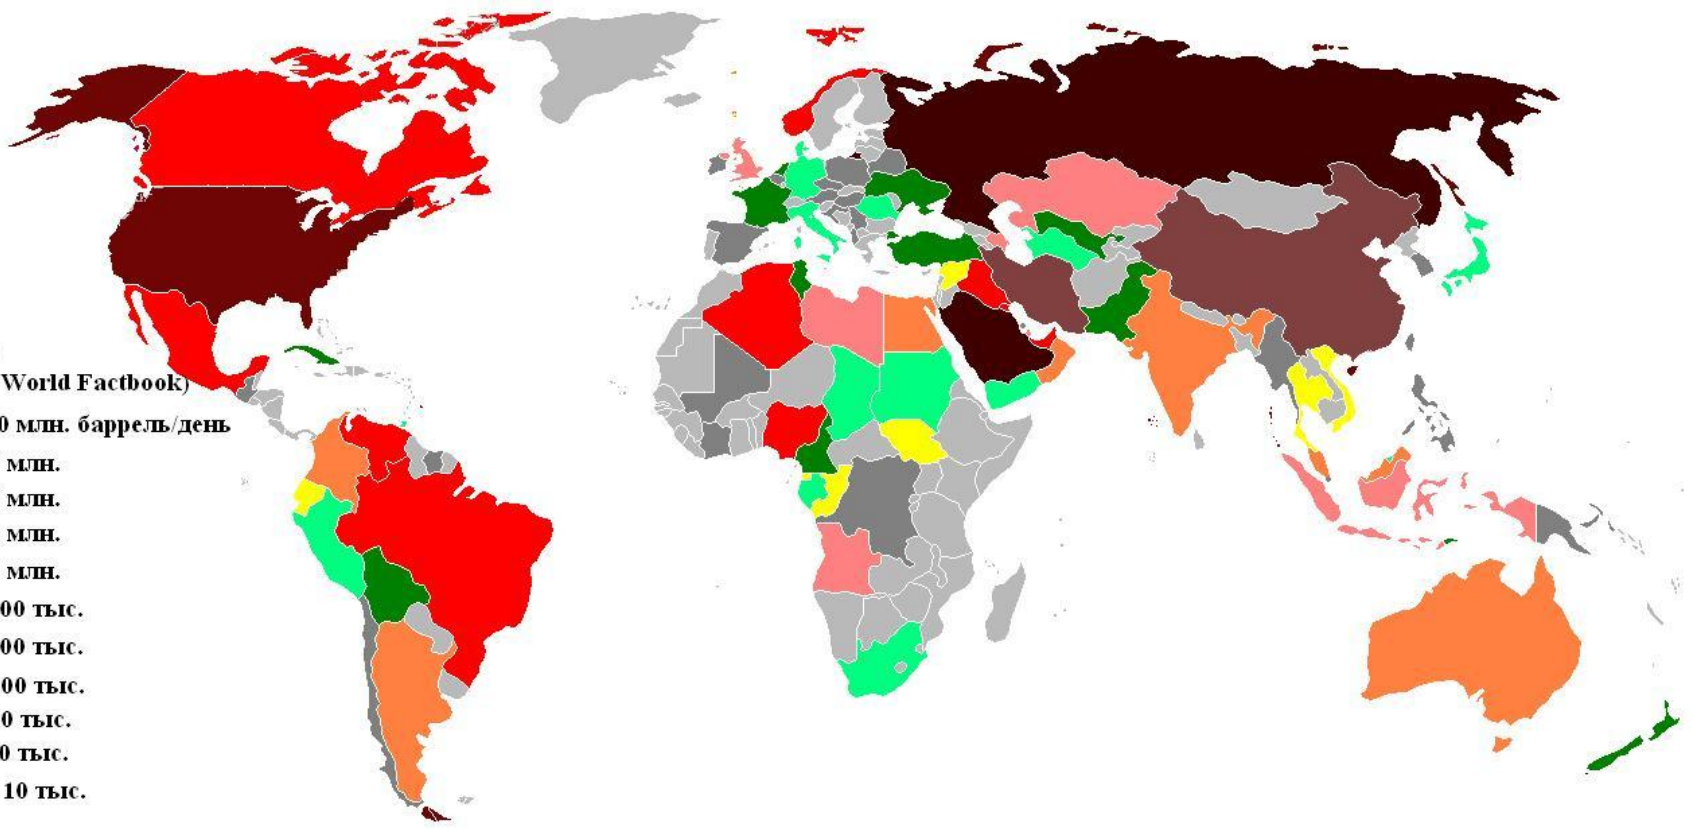 World Factbook)
0 млн. баррель/день
млн.
млн.
млн.
млн.
00 тыс.
00 тыс.
00 тыс.
0 тыс.
0 тыс.
10 тыс.